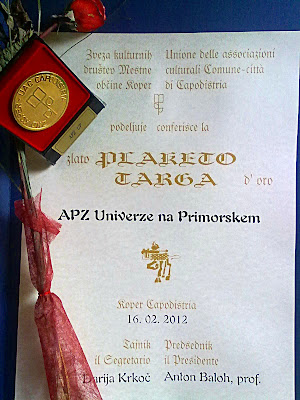 Zveza kulturnih Unione delle associazioni
društev Mestne culturali Comune-città
občine Koper di Capodistria
podeljuje conferisce la
zlato PLAKETO
TARGA d'oro
APZ Univerze na Primorskem
Koper Capodistria
16. 02. 2012
Tajnik Predsednik
il Segretario il Presidente
Darija Krkoč Anton Baloh, prof.